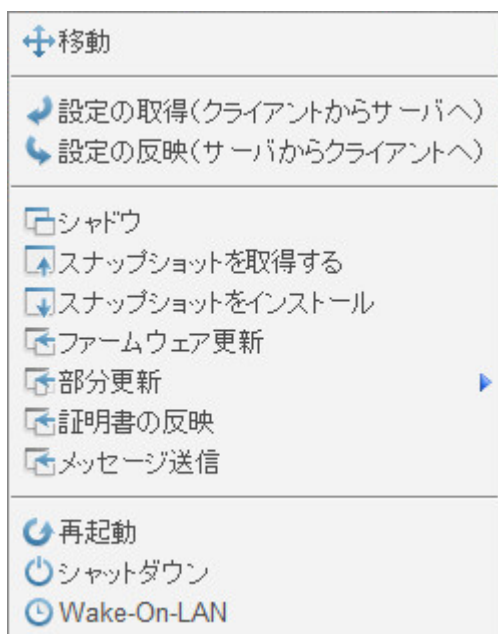 移動
設定の取得(クライアントからサーバへ)
設定の反映(サーバからクライアントへ)
シャドウ
スナップショットを取得する
スナップショットをインストール
ファームウェア更新
部分更新
証明書の反映
メッセージ送信
再起動
シャットダウン
Wake-On-LAN